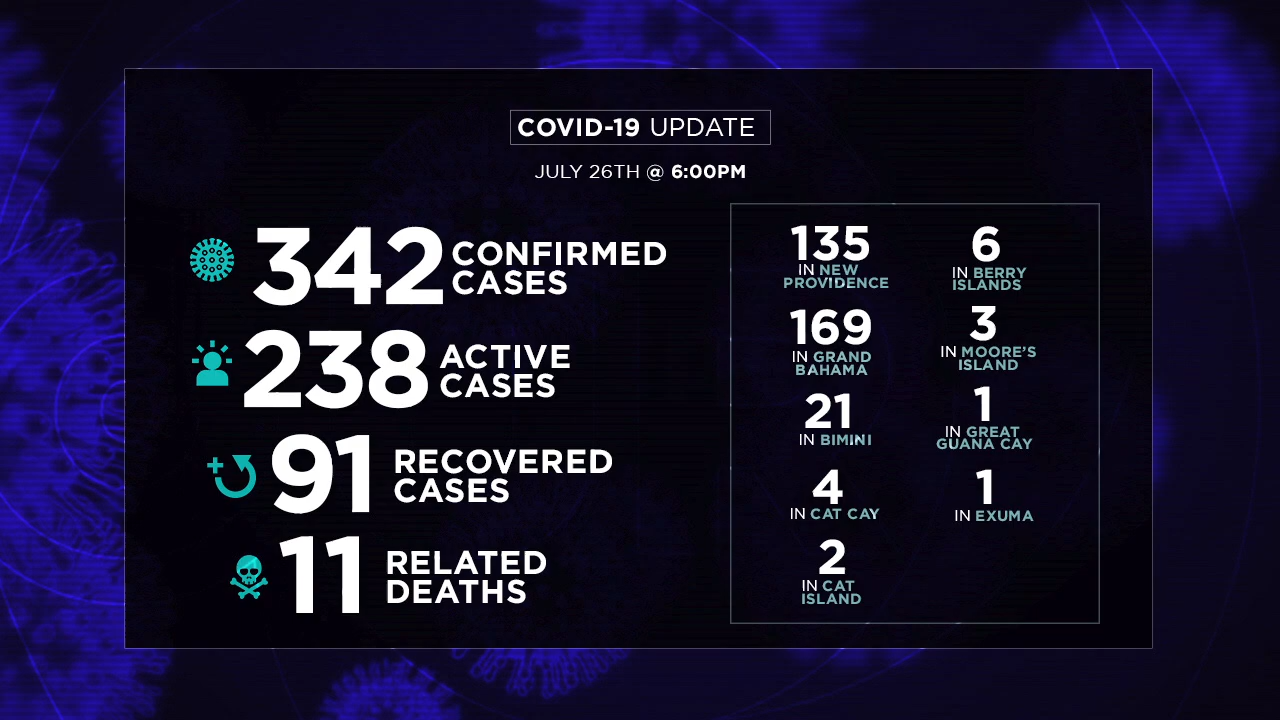 COVID-19 UPDATE
JULY 26TH @ 6:00PM
342 CONFIRMED
CASES
238 ACTIVE
CASES
91 RECOVERED
CASES
11 RELATED
DEATHS
135
IN NEW
PROVIDENCE
169
IN GRAND
BAHAMA
21
IN BIMINI
4
IN CAT CAY
2
IN CAT
ISLAND
6
IN BERRY
ISLANDS
3
IN MOORE'S
ISLAND
1
IN GREAT
GUANA CAY
1
IN EXUMA